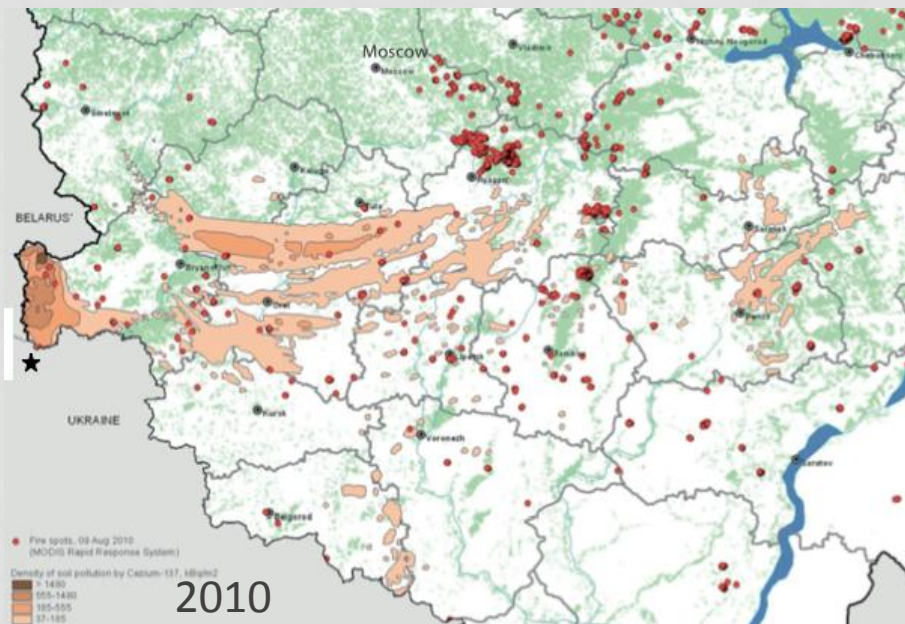 Moscow
Moscow
Vladimir
Nizhny Novgorod
Cheboksary
Smolensk
Kaluga
Ryazan'
Tula
BELARUS'
Saransk
Bryansk
Orel
Penza
Lipetsk
Tambov
UKRAINE
Kursk
Voronezh
Saratov
Belgorod
Fire spots, 09 Aug 2010
(MODIS Rapid Response System)
Density of soil pollution by Cezium-137, kBq/m2
> 1480
555-1480
185-555
37-185
2010